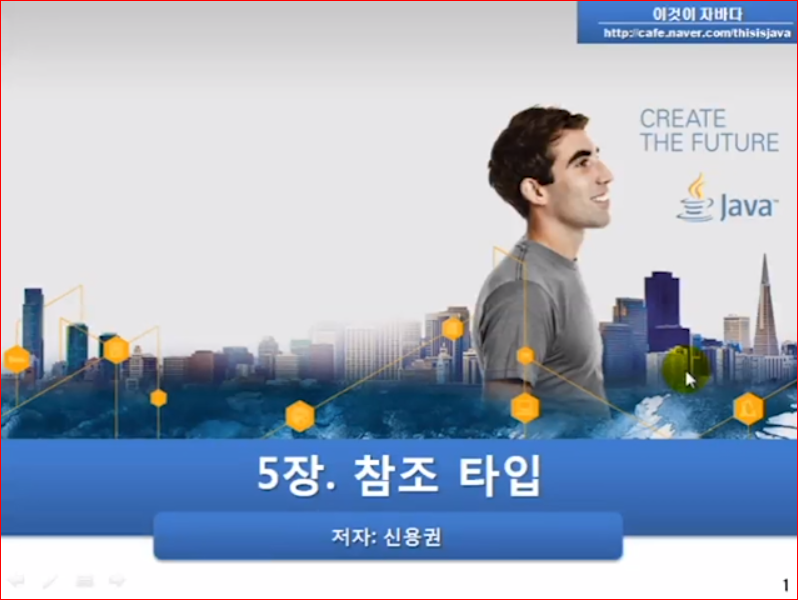 이것이 자바다
http://cafe.naver.com/thisisjava
CREATE
THE FUTURE
Java™
5장. 참조 타입
저자: 신용권
1